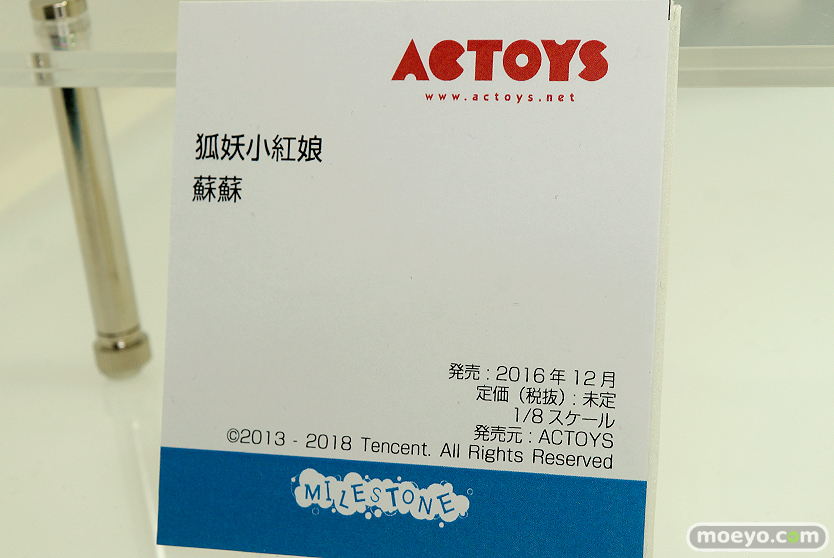 ACTOYS
www.actoys.net
狐妖小紅娘
蘇蘇
発売：2016年12月
定価（税抜）：未定
1/8スケール
発売元：ACTOYS
©2013 - 2018 Tencent. All Rights Reserved
MILESTONE
moeyo.com